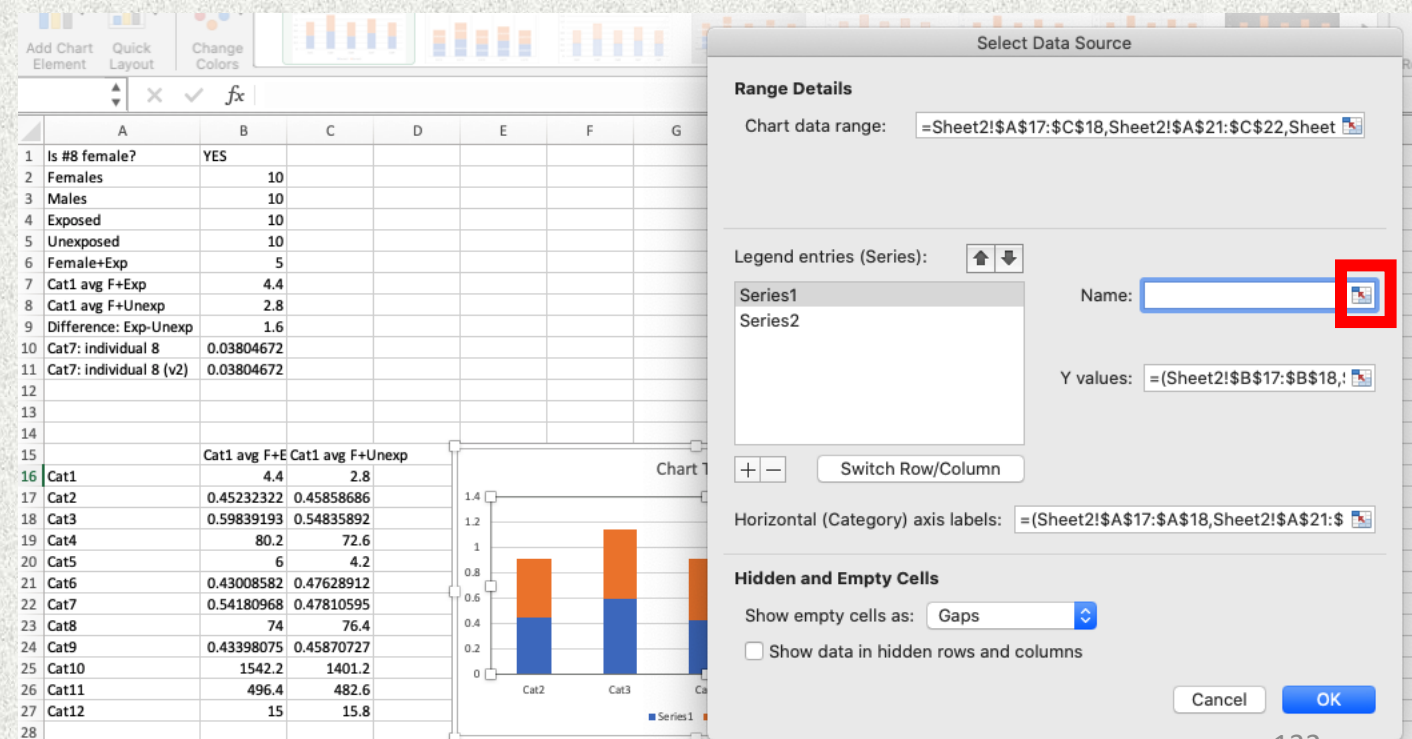 Add Chart Element
Quick Layout
Change Colors
Select Data Source
fx
Range Details
Chart data range: =Sheet2!$A$17:$C$18,Sheet2!$A$21:$C$22,Sheet
A B C D E F G
1 Is #8 female? YES
2 Females 10
3 Males 10
4 Exposed 10
5 Unexposed 10
6 Female+Exp 5
7 Cat1 avg F+Exp 4.4
8 Cat1 avg F+Unexp 2.8
9 Difference: Exp-Unexp 1.6
10 Cat7: individual 8 0.03804672
11 Cat7: individual 8 (v2) 0.03804672
12
13
14
15 Cat1 avg F+E Cat1 avg F+Unexp
16 Cat1 4.4 2.8
17 Cat2 0.45232322 0.45858686
18 Cat3 0.59839193 0.54835892
19 Cat4 80.2 72.6
20 Cat5 6 4.2
21 Cat6 0.43008582 0.47628912
22 Cat7 0.54180968 0.47810595
23 Cat8 74 76.4
24 Cat9 0.43398075 0.45870727
25 Cat10 1542.2 1401.2
26 Cat11 496.4 482.6
27 Cat12 15 15.8
28
Chart T
1.4
1.2
1
0.8
0.6
0.4
0.2
0
Cat2 Cat3 Ca
Series1
Legend entries (Series):
Series1
Series2
Name:
Y values: =(Sheet2!$B$17:$B$18,
Switch Row/Column
Horizontal (Category) axis labels: =(Sheet2!$A$17:$A$18,Sheet2!$A$21:$
Hidden and Empty Cells
Show empty cells as: Gaps
Show data in hidden rows and columns
Cancel OK